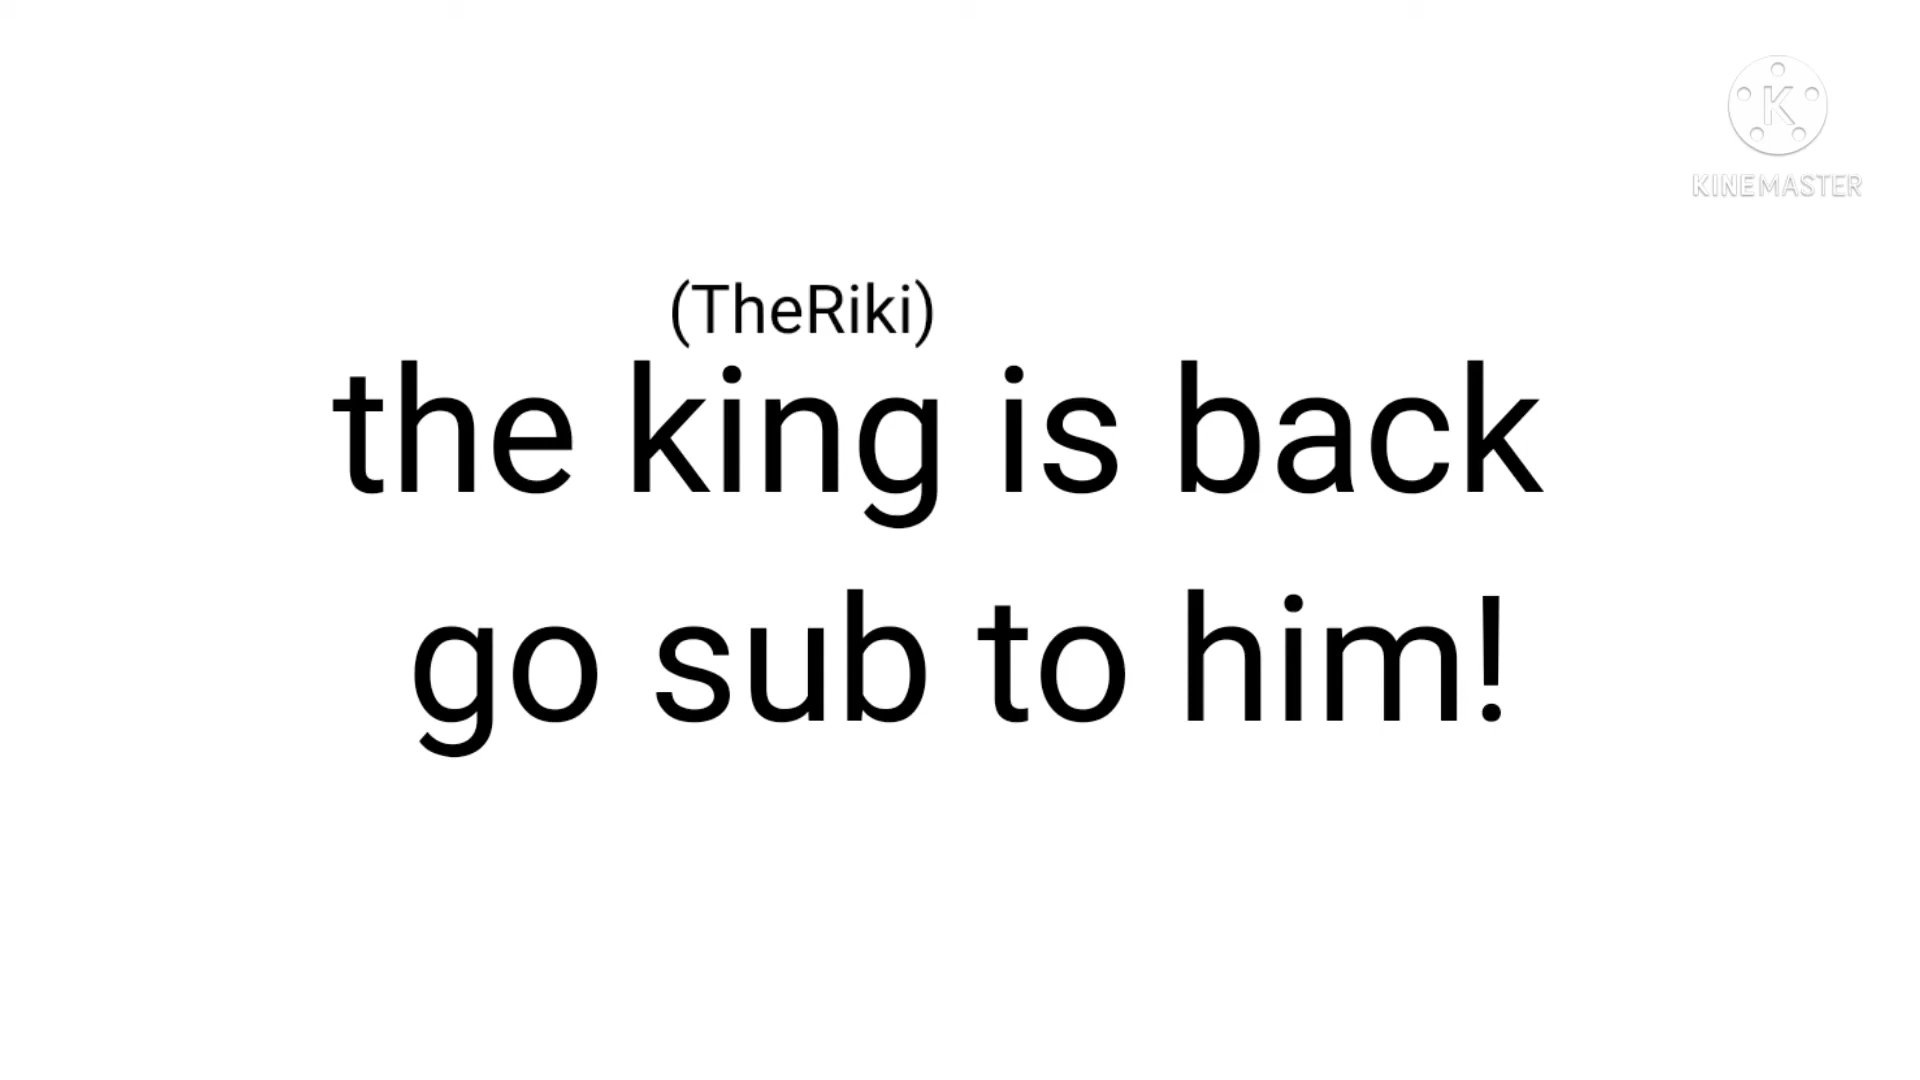 K
KINEMASTER
(TheRiki)
the king is back
go sub to him!